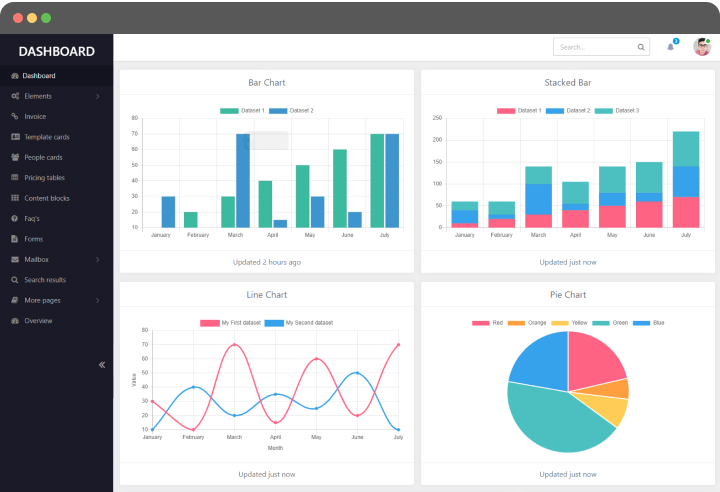 DASHBOARD
Dashboard
Elements
Invoice
Template cards
People cards
Pricing tables
Content blocks
Faq's
Forms
Mailbox
Search results
More pages
Overview
Search...
Bar Chart
Dataset 1 Dataset 2
80
70
60
50
40
30
20
10
January February March April May June July
Updated 2 hours ago
Stacked Bar
Dataset 1 Dataset 2 Dataset 3
250
200
150
100
50
0
January February March April May June July
Updated just now
Line Chart
My First dataset My Second dataset
Value
80
70
60
50
40
30
20
10
January February March April May June July
Month
Updated just now
Pie Chart
Red Orange Yellow Green Blue
Updated just now